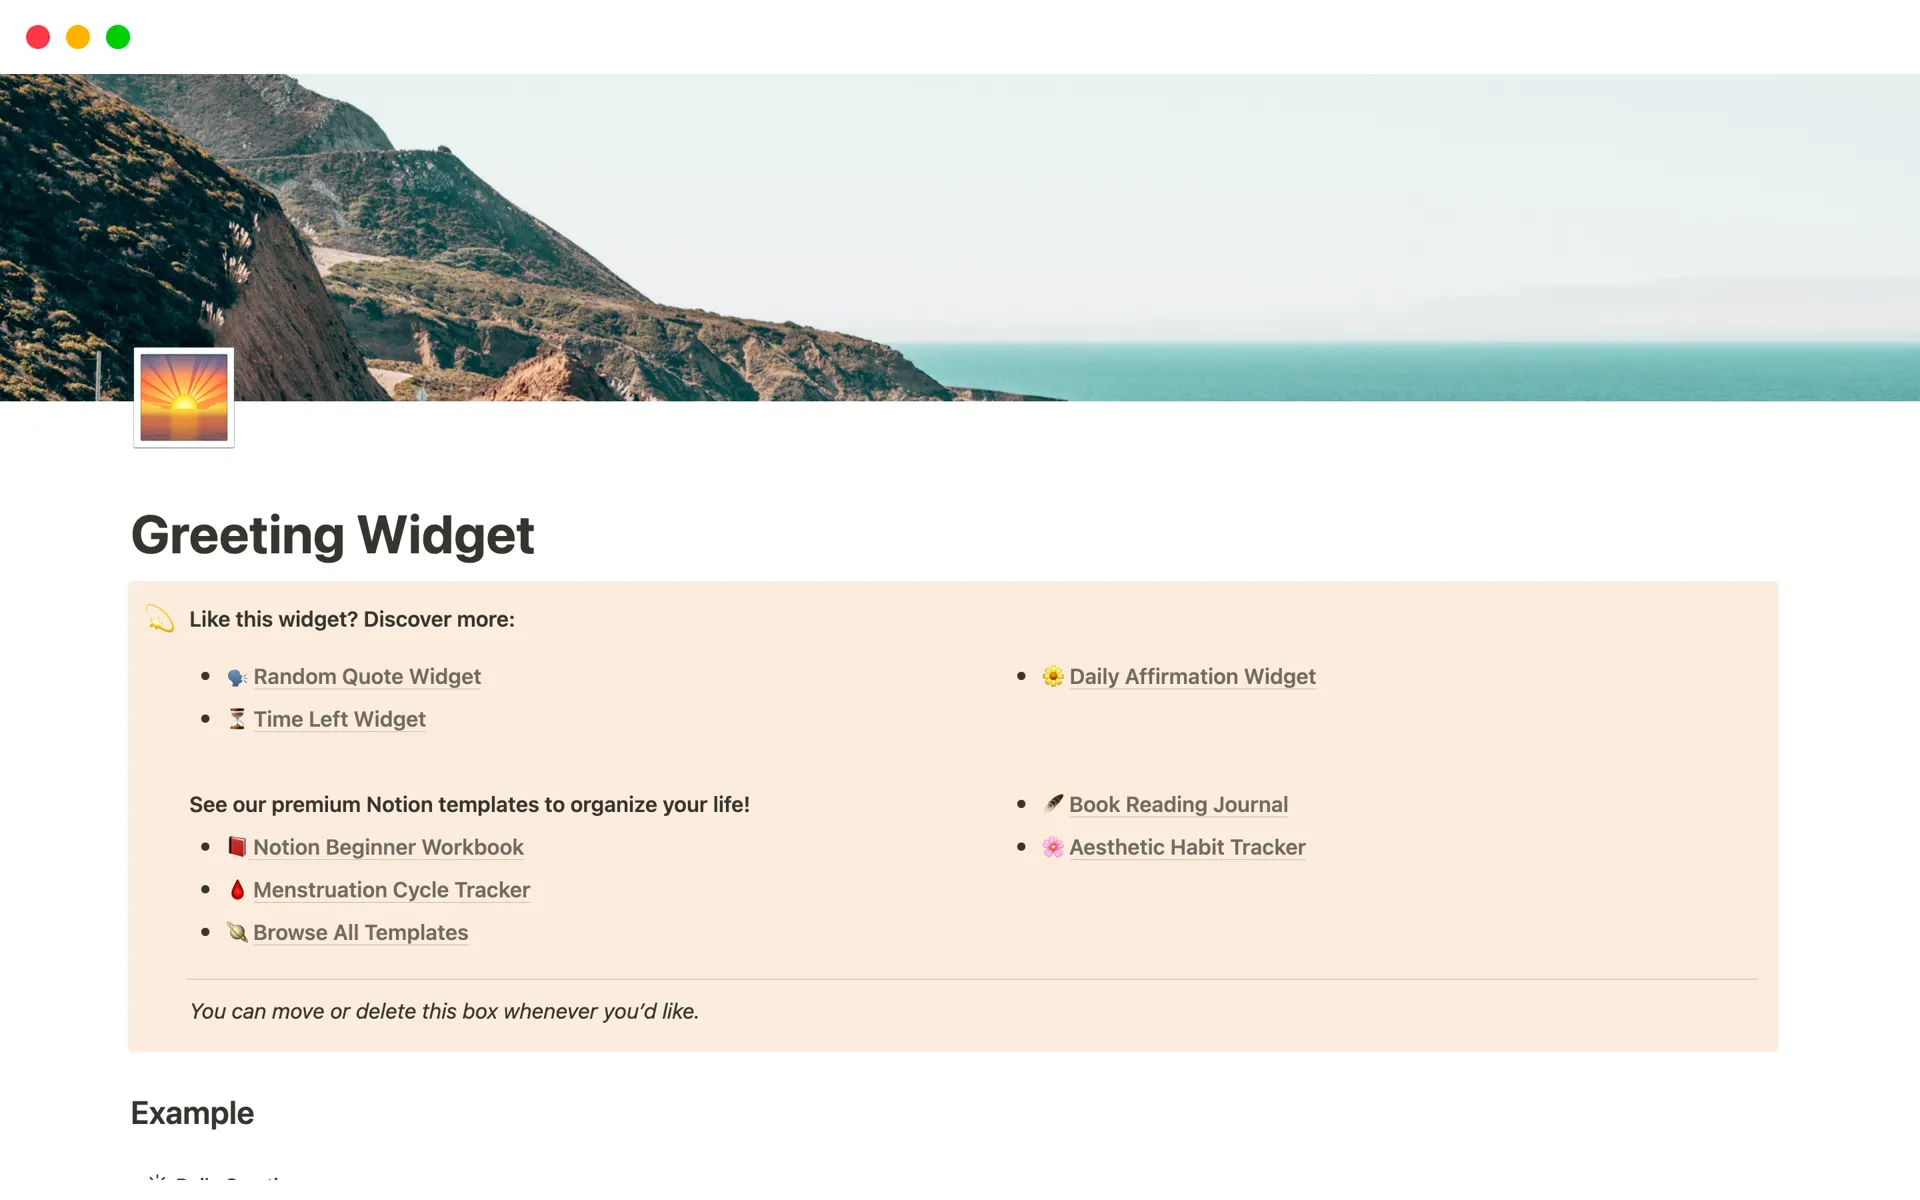 Greeting Widget
Like this widget? Discover more:
Random Quote Widget
Time Left Widget
Daily Affirmation Widget
See our premium Notion templates to organize your life!
Notion Beginner Workbook
Menstruation Cycle Tracker
Browse All Templates
Book Reading Journal
Aesthetic Habit Tracker
You can move or delete this box whenever you’d like.
Example